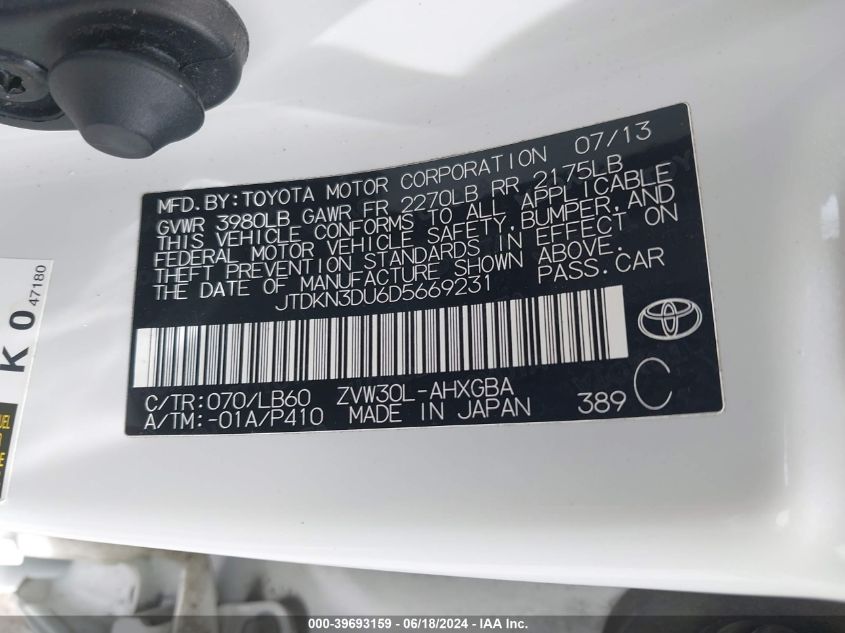 MFD. BY: TOYOTA MOTOR CORPORATION 07/13
GVWR 3980LB GAWR FR 2270LB RR 2175LB
THIS VEHICLE CONFORMS TO ALL APPLICABLE
FEDERAL MOTOR VEHICLE SAFETY, BUMPER, AND
THEFT PREVENTION STANDARDS IN EFFECT ON
THE DATE OF MANUFACTURE SHOWN ABOVE.
JTDKN3DU6D5669231 PASS. CAR
C/TR: 070/LB60 ZVW30L-AHXGBA
A/TM: -01A/P410 MADE IN JAPAN 389 C
K 0 47180
000-39693159 - 06/18/2024 - IAA Inc.